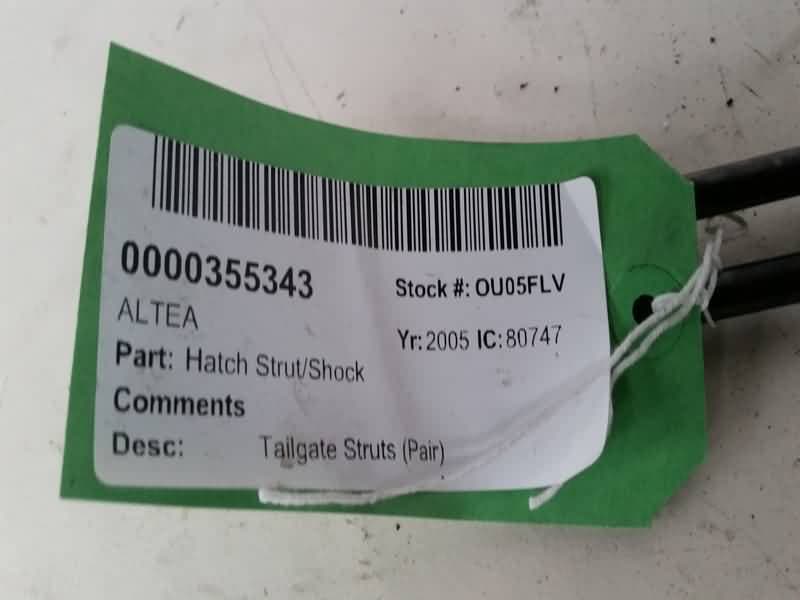 0000355343
Stock #: OU05FLV
ALTEA
Yr: 2005 IC: 80747
Part: Hatch Strut/Shock
Comments
Desc: Tailgate Struts (Pair)